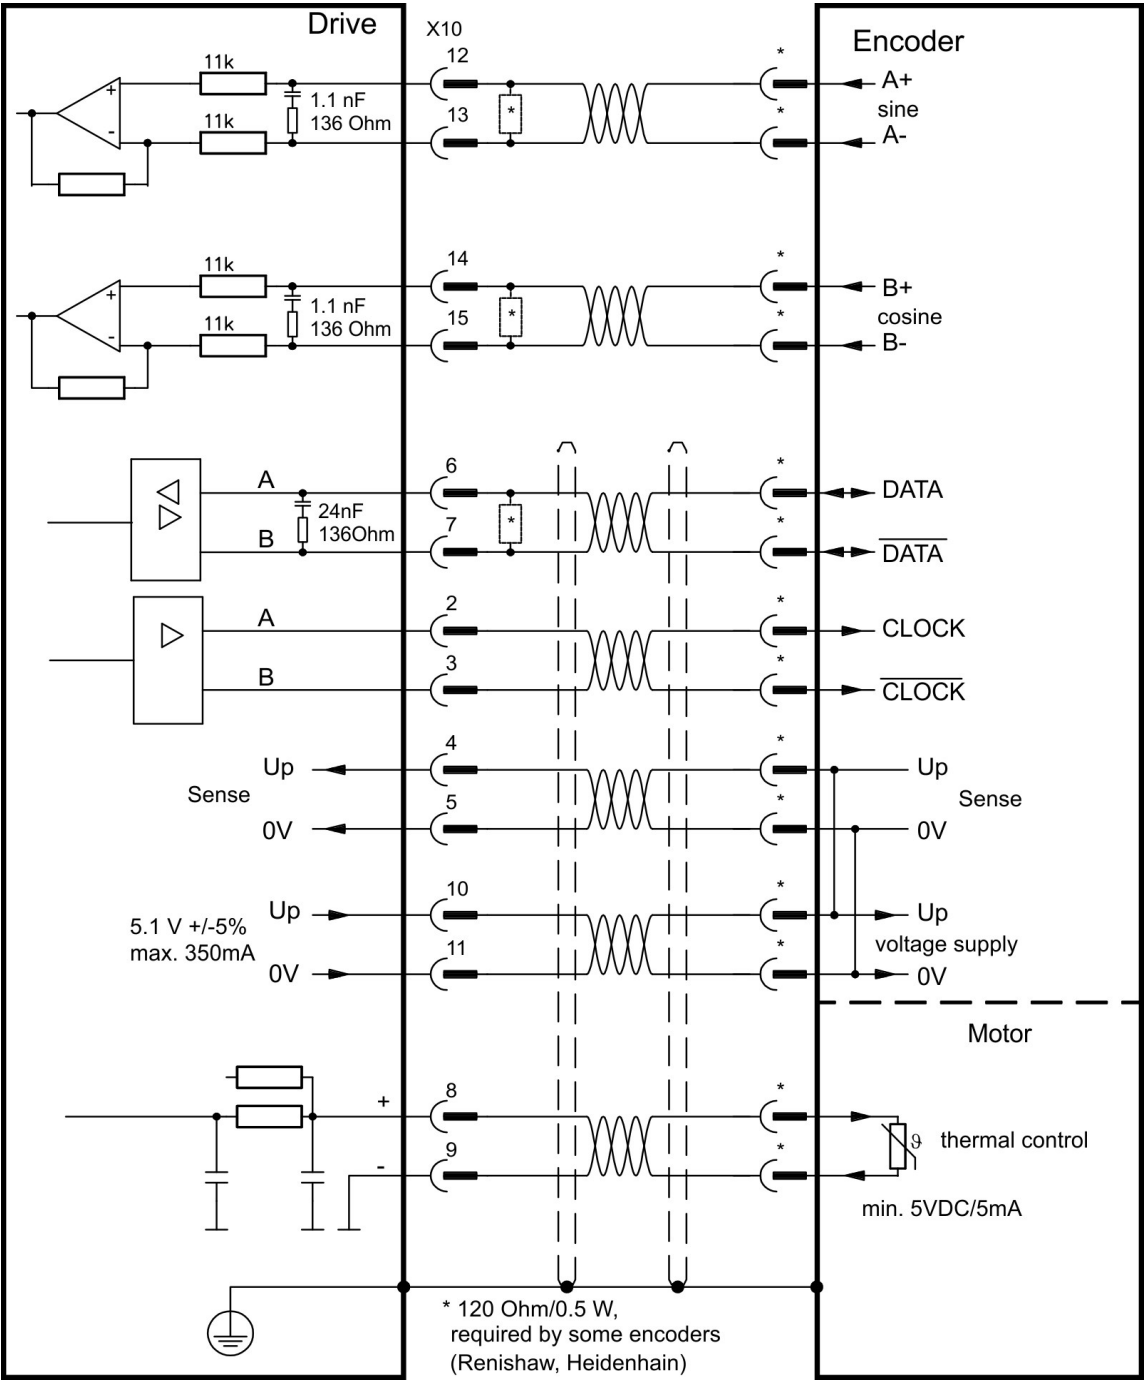 Drive
X10
Encoder
12
*
11k
+
1.1 nF
136 Ohm
*
A+
sine
13
*
11k
-
A-
14
*
11k
+
1.1 nF
136 Ohm
*
B+
cosine
15
*
11k
-
B-
6
*
A
DATA
24nF
136Ohm
*
7
*
B
DATA
2
*
A
CLOCK
3
*
B
CLOCK
4
*
Up
Up
Sense
Sense
5
*
0V
0V
10
*
Up
Up
5.1 V +/-5%
max. 350mA
voltage supply
11
*
0V
0V
Motor
8
*
+
ϑ thermal control
9
*
-
min. 5VDC/5mA
* 120 Ohm/0.5 W,
required by some encoders
(Renishaw, Heidenhain)